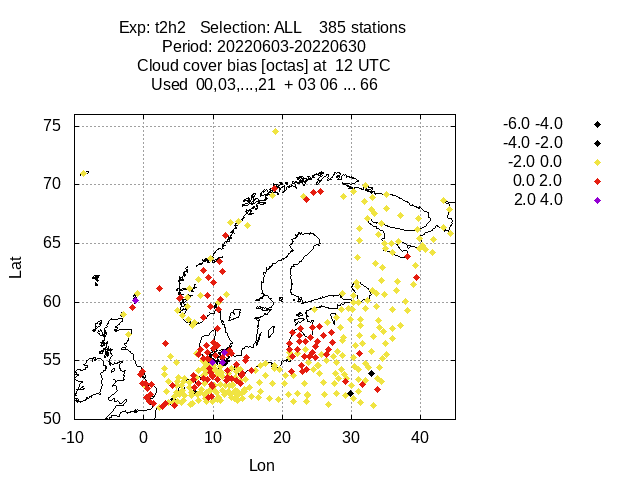 Exp: t2h2 Selection: ALL 385 stations
Period: 20220603-20220630
Cloud cover bias [octas] at 12 UTC
Used 00,03,...,21 + 03 06 ... 66
-6.0 -4.0
-4.0 -2.0
-2.0 0.0
0.0 2.0
2.0 4.0
75
70
65
60
55
50
Lat
-10 0 10 20 30 40
Lon